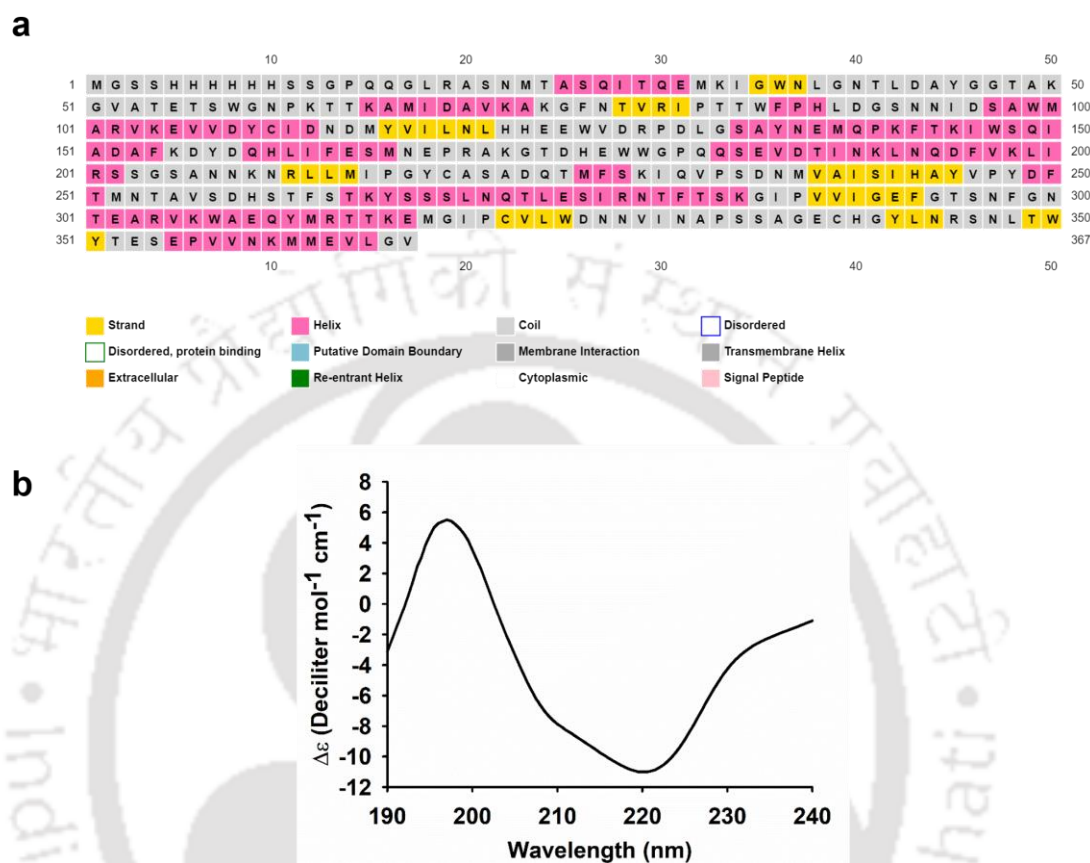 a
10 20 30 40 50
1 M G S S H H H H H H S S G P Q Q G L R A S N M T A S Q I T Q E M K I G W N L G N T L D A Y G G T A K 50
51 G V A T E T S W G N P K T T K A M I D A V K A K G F N T V R I P T T W F P H L D G S N N I D S A W M 100
101 A R V K E V V D Y C I D N D M Y V I L N L H H E E W V D R P D L G S A Y N E M Q P K F T K I W S Q I 150
151 A D A F K D Y D Q H L I F E S M N E P R A K G T D H E W W G P Q Q S E V D T I N K L N Q D F V K L I 200
201 R S S G S A N N K N R L L M I P G Y C A S A D Q T M F S K I Q V P S D N M V A I S I H A Y V P Y D F 250
251 T M N T A V S D H S T F T K Y S S S L N Q T L E S I R N T F T S K G I P V V I G E F G T S N F G N 300
301 T E A R V K W A E Q Y M R T T K E M G I P C V L W D N N V I N A P S S A G E C H G Y L N R S N L T W 350
351 Y T E S E P V V N K M M E V L G V 367
10 20 30 40 50
Strand Helix Coil Disordered
Disordered, protein binding Putative Domain Boundary Membrane Interaction Transmembrane Helix
Extracellular Re-entrant Helix Cytoplasmic Signal Peptide
b
8
6
4
2
0
-2
-4
-6
-8
-10
-12
Δε (Deciliter mol-1 cm-1)
190 200 210 220 230 240
Wavelength (nm)